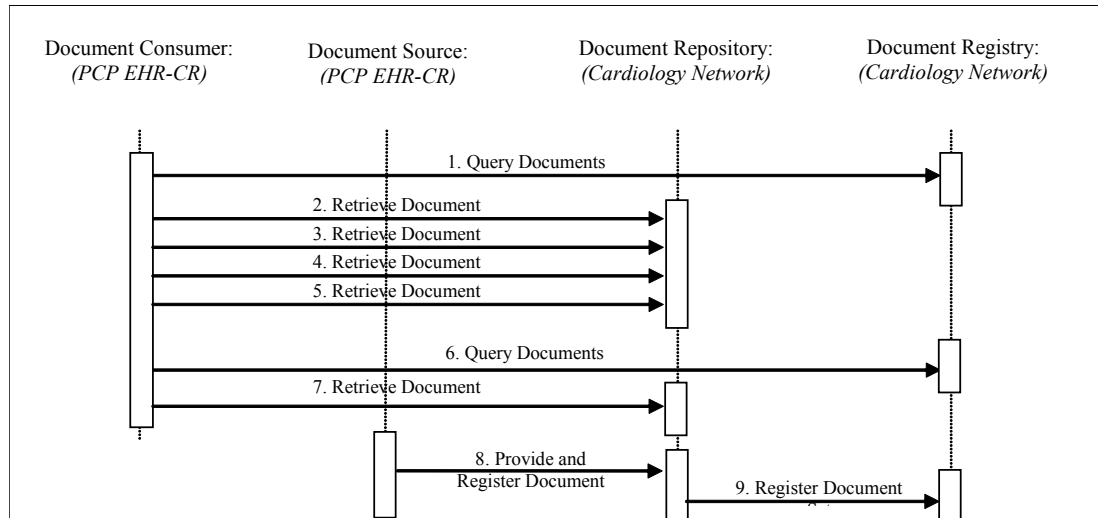 Document Consumer:
(PCP EHR-CR)
Document Source:
(PCP EHR-CR)
Document Repository:
(Cardiology Network)
Document Registry:
(Cardiology Network)
1. Query Documents
2. Retrieve Document
3. Retrieve Document
4. Retrieve Document
5. Retrieve Document
6. Query Documents
7. Retrieve Document
8. Provide and
Register Document
9. Register Document